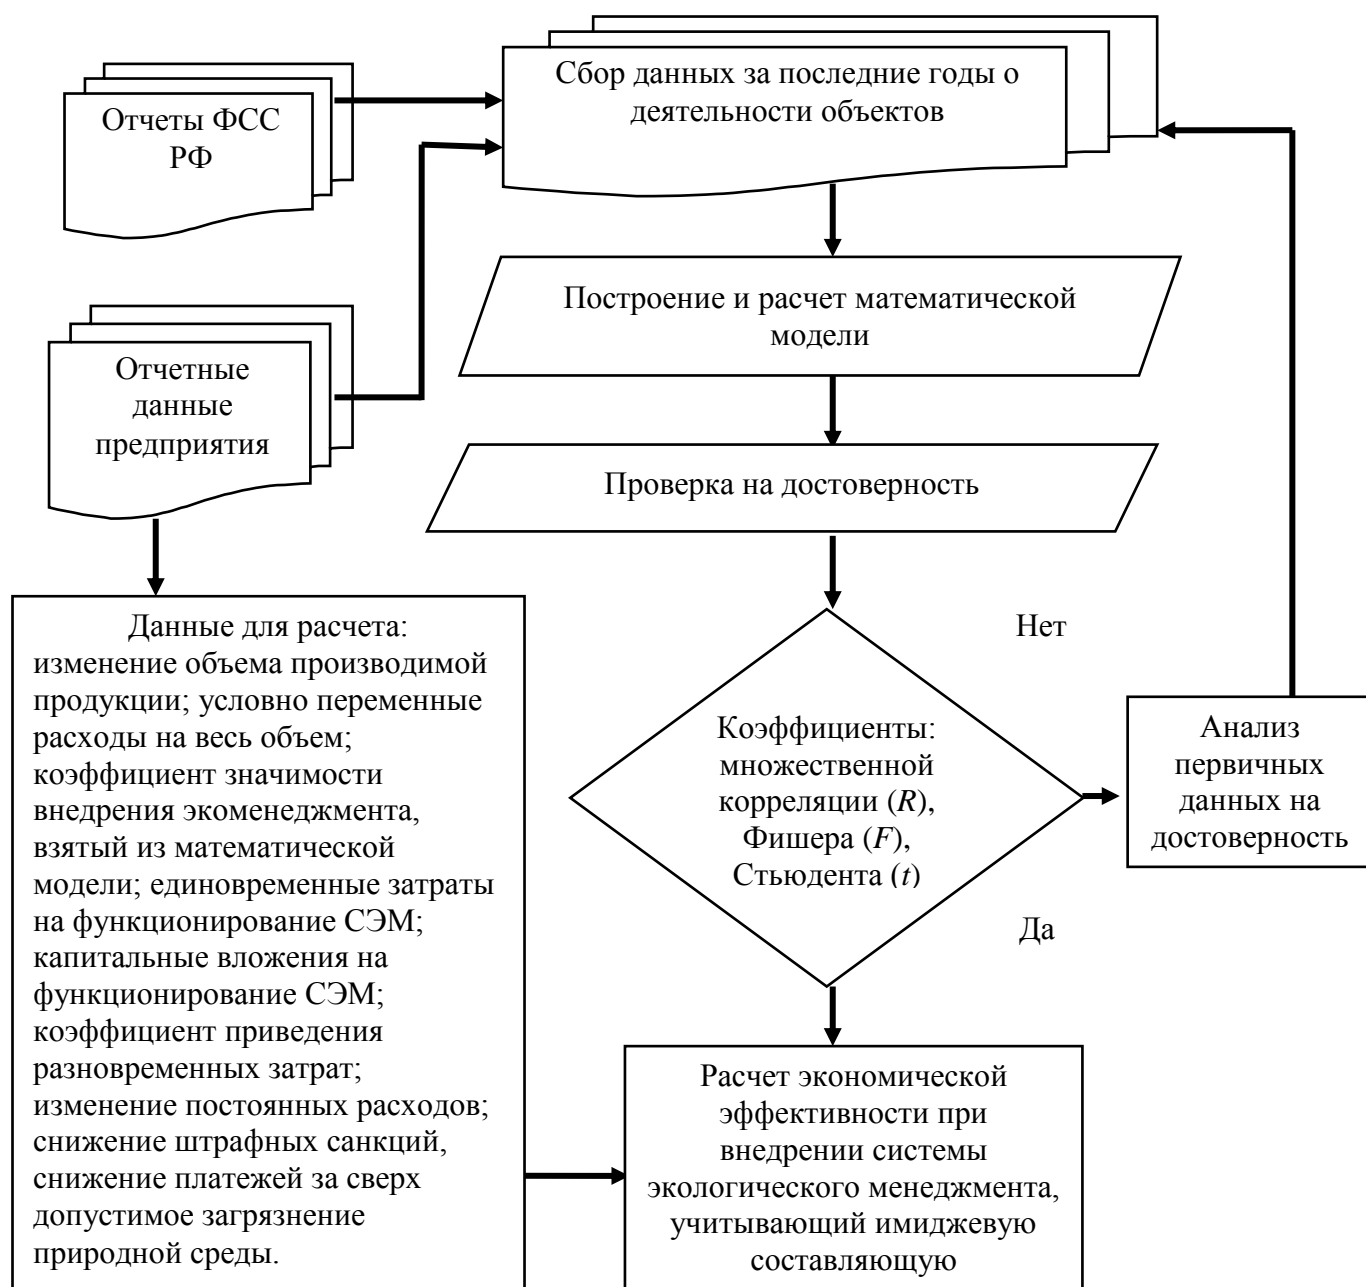 Сбор данных за последние годы о
деятельности объектов
Отчеты ФСС
РФ
Построение и расчет математической
модели
Отчетные
данные
предприятия
Проверка на достоверность
Данные для расчета:
изменение объема производимой
продукции; условно переменные
расходы на весь объем;
коэффициент значимости
внедрения экоменеджмента,
взятый из математической
модели; единовременные затраты
на функционирование СЭМ;
капитальные вложения на
функционирование СЭМ;
коэффициент приведения
разновременных затрат;
изменение постоянных расходов;
снижение штрафных санкций,
снижение платежей за сверх
допустимое загрязнение
природной среды.
Нет
Коэффициенты:
множественной
корреляции (R),
Фишера (F),
Стьюдента (t)
Анализ
первичных
данных на
достоверность
Да
Расчет экономической
эффективности при
внедрении системы
экологического менеджмента,
учитывающий имиджевую
составляющую